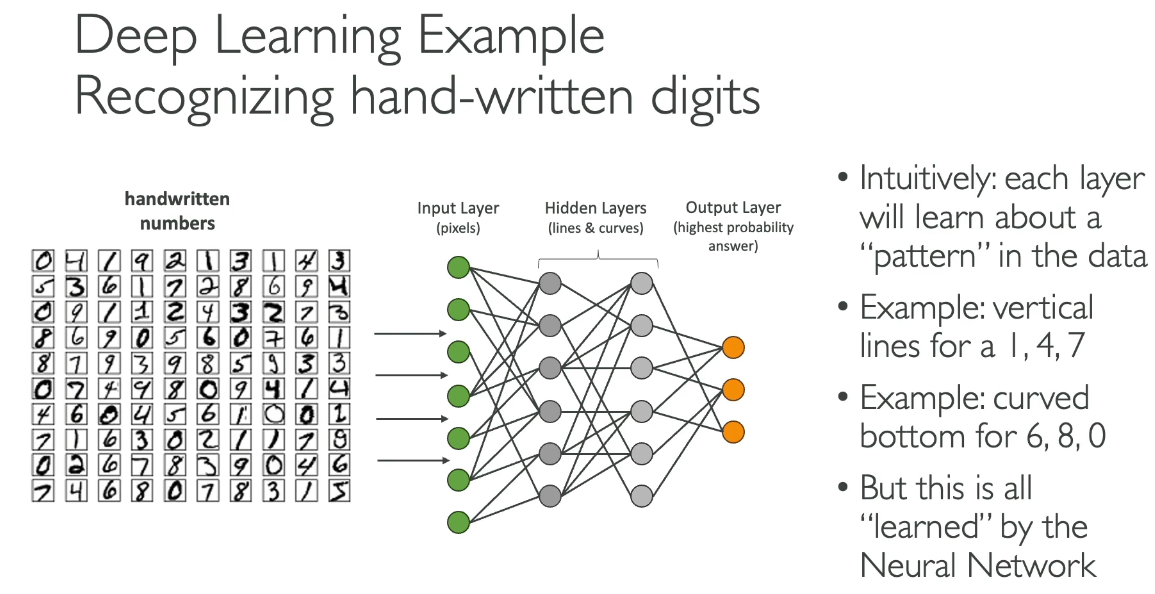 Deep Learning Example
Recognizing hand-written digits
handwritten
numbers
0 4 1 9 2 1 3 1 4 3
5 3 6 1 7 2 8 6 9 4
0 9 1 1 2 4 3 2 7 3
8 6 9 0 5 6 0 7 6 1
8 7 9 3 9 8 5 9 3 3
0 7 4 9 8 0 9 4 1 4
4 6 0 4 5 6 1 0 0 1
7 1 6 3 0 2 1 1 7 8
0 2 6 7 8 3 9 0 4 6
7 4 6 8 0 7 8 3 1 5
Input Layer
(pixels)
Hidden Layers
(lines & curves)
Output Layer
(highest probability
answer)
• Intuitively: each layer
will learn about a
“pattern” in the data
• Example: vertical
lines for a 1, 4, 7
• Example: curved
bottom for 6, 8, 0
• But this is all
“learned” by the
Neural Network